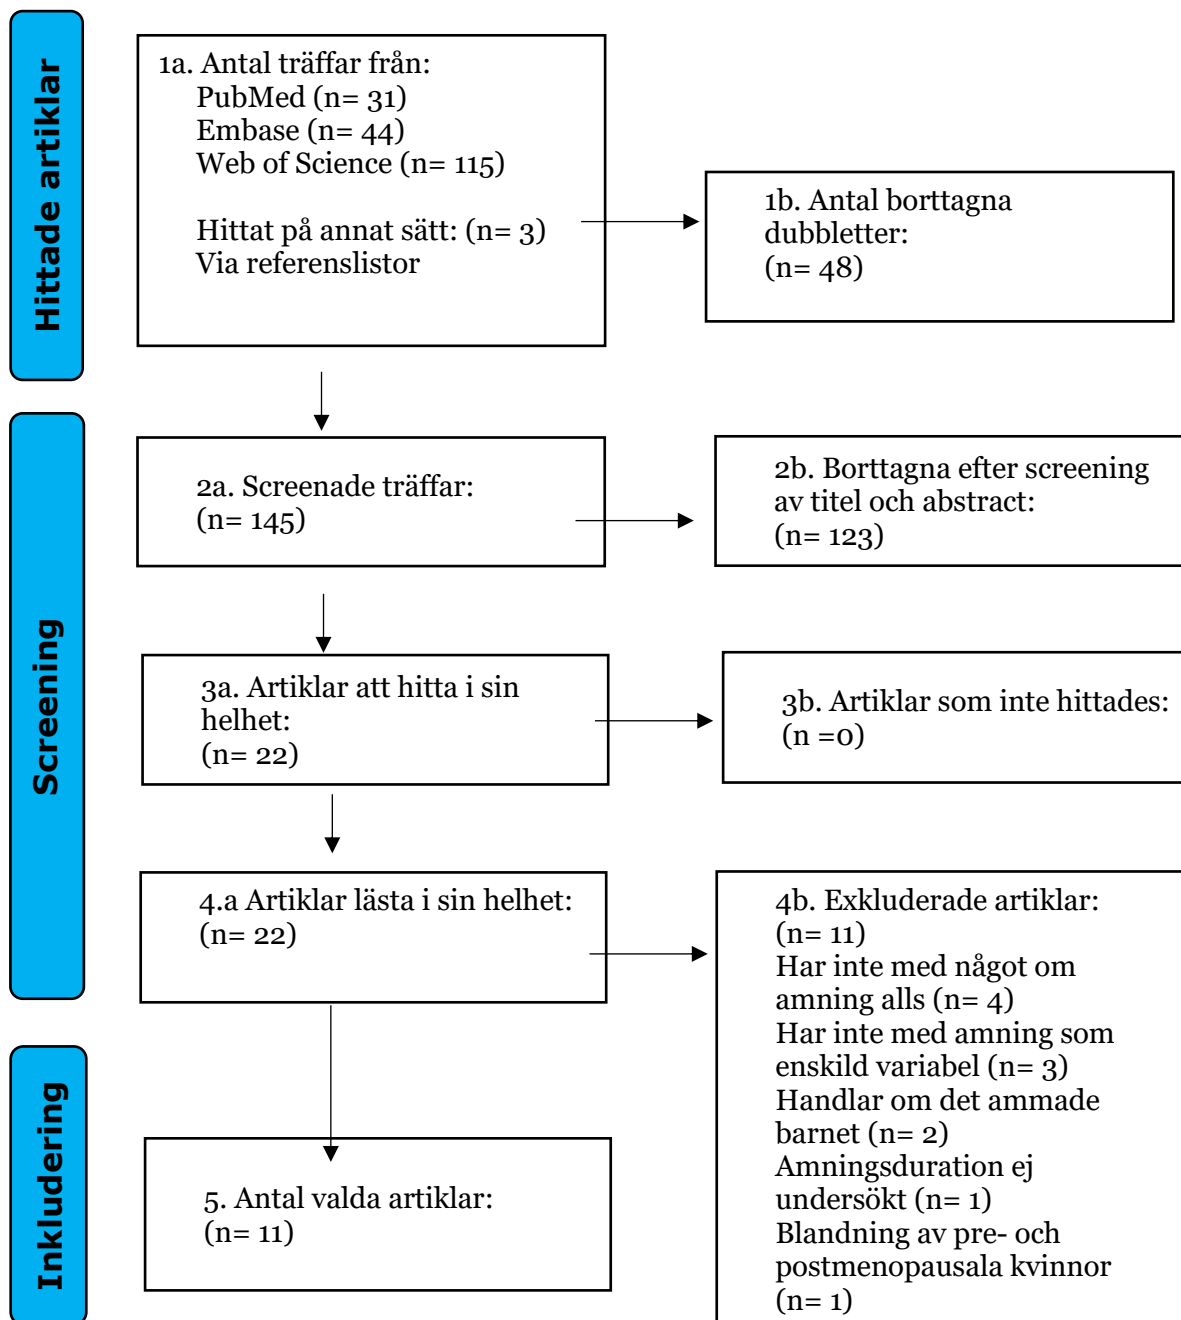 Hittade artiklar
1a. Antal träffar från:
PubMed (n= 31)
Embase (n= 44)
Web of Science (n= 115)
Hittat på annat sätt: (n= 3)
Via referenslistor
1b. Antal borttagna
dubbletter:
(n= 48)
Screening
2a. Screenade träffar:
(n= 145)
2b. Borttagna efter screening
av titel och abstract:
(n= 123)
3a. Artiklar att hitta i sin
helhet:
(n= 22)
3b. Artiklar som inte hittades:
(n =0)
4.a Artiklar lästa i sin helhet:
(n= 22)
4b. Exkluderade artiklar:
(n= 11)
Har inte med något om
amning alls (n= 4)
Har inte med amning som
enskild variabel (n= 3)
Handlar om det ammade
barnet (n= 2)
Amningsduration ej
undersökt (n= 1)
Blandning av pre- och
postmenopausala kvinnor
(n= 1)
Inkludering
5. Antal valda artiklar:
(n= 11)